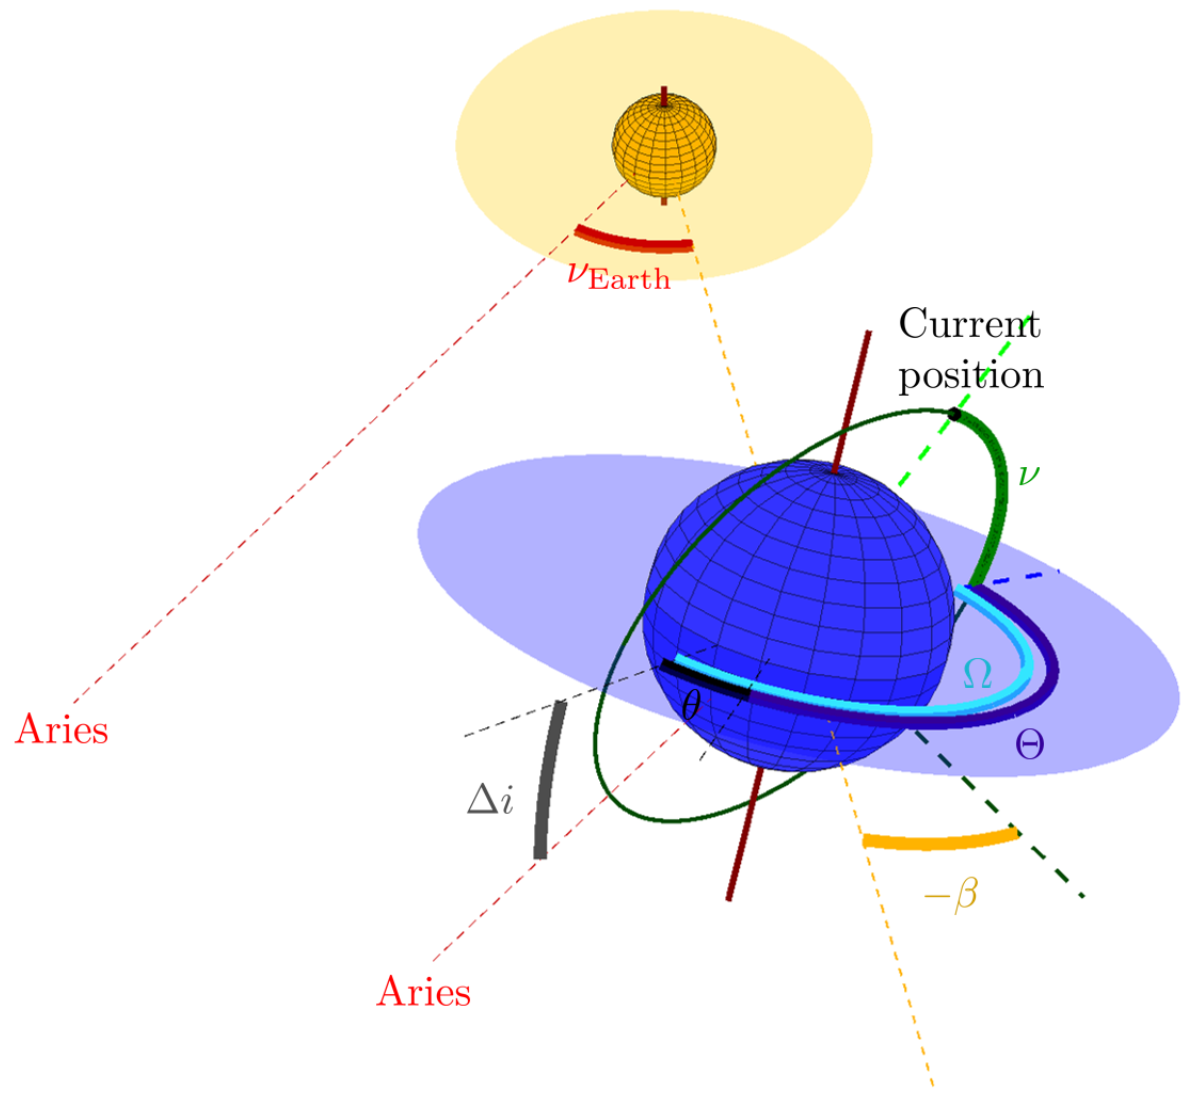 ν_Earth
Current
position
ν
Ω
θ
Aries
Θ
Δi
−β
Aries